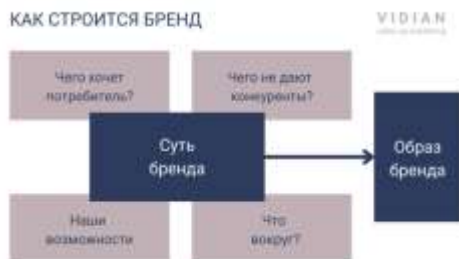 КАК СТРОИТСЯ БРЕНД
VIDIAN
Чего хочет
потребитель?
Чего не дают
конкуренты?
Суть
бренда
Образ
бренда
Наши
возможности
Что
вокруг?